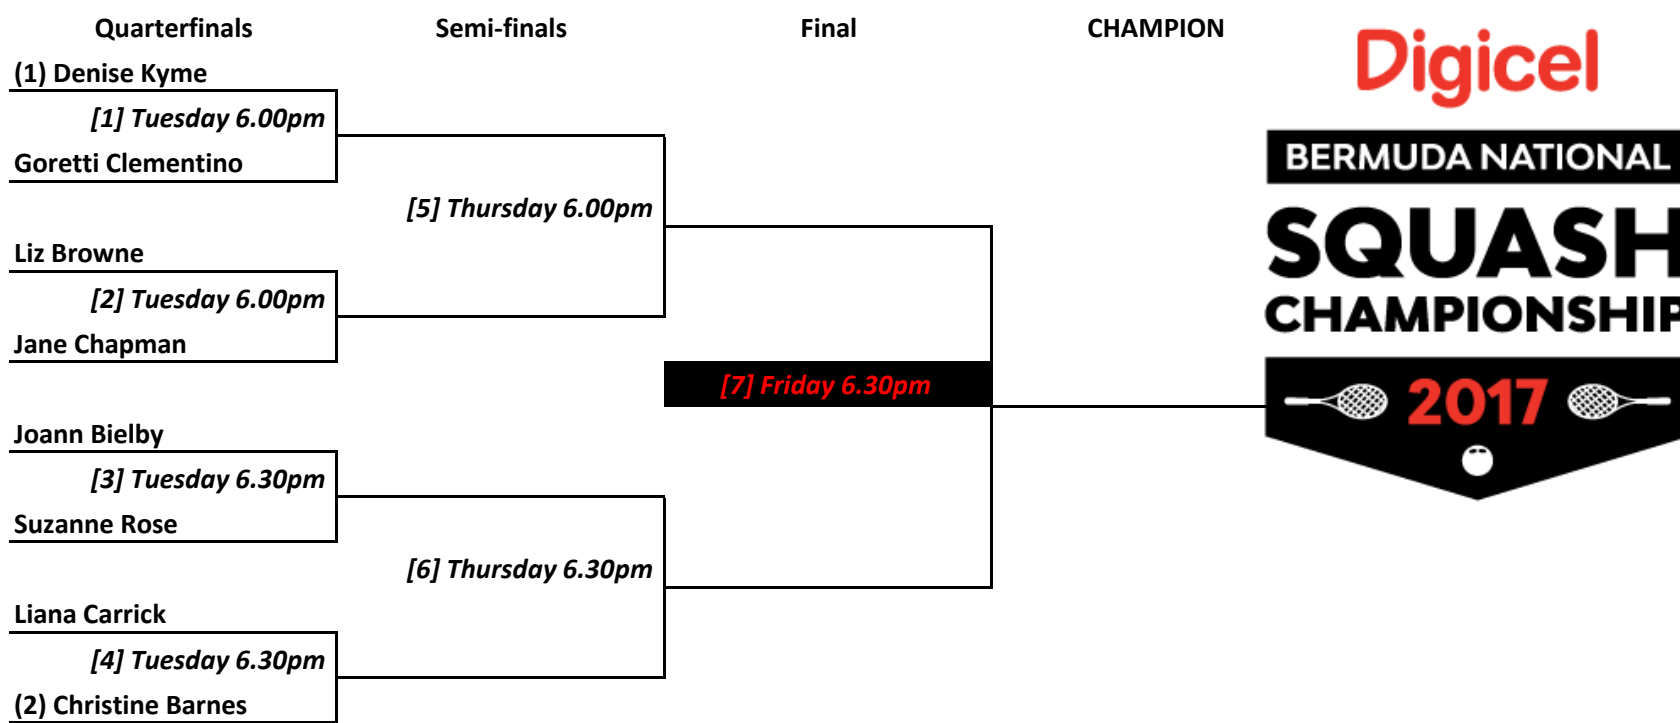 Quarterfinals Semi-finals Final CHAMPION
(1) Denise Kyme
[1] Tuesday 6.00pm
Goretti Clementino
[5] Thursday 6.00pm
Liz Browne
[2] Tuesday 6.00pm
Jane Chapman
[7] Friday 6.30pm
Joann Bielby
[3] Tuesday 6.30pm
Suzanne Rose
[6] Thursday 6.30pm
Liana Carrick
[4] Tuesday 6.30pm
(2) Christine Barnes
Digicel
BERMUDA NATIONAL
SQUASH
CHAMPIONSHIP
2017